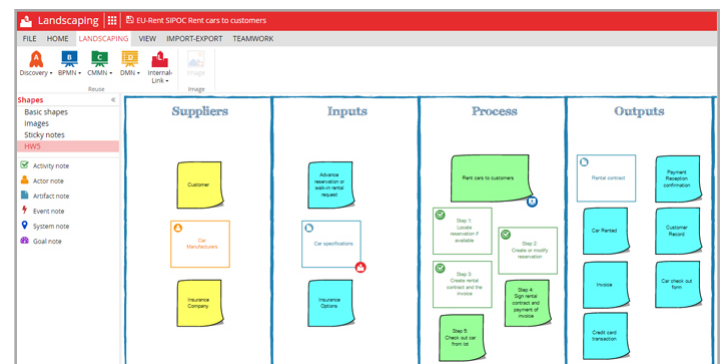 Landscaping
EU-Rent SIPOC Rent cars to customers
FILE HOME LANDSCAPING VIEW IMPORT-EXPORT TEAMWORK
A B C D
Discovery BPMN CMMN DMN Internal-
Link
Image
Reuse
Image
Shapes «
Basic shapes
Images
Sticky notes
HW5
Activity note
Actor note
Artifact note
Event note
System note
Goal note
Suppliers
Customer
Car
Manufacturers
Insurance
Company
Inputs
Advance
reservation or
walk-in rental
request
Car specifications
Insurance
Options
Process
Rent cars to customers
Step 1:
Locate
reservation if
available
Step 2:
Create or modify
reservation
Step 3:
Create rental
contract and the
invoice
Step 4:
Sign rental
contract and
payment of
invoice
Step 5:
Check out car
from lot
Outputs
Rental contract
Payment
Reception
confirmation
Car Rented
Customer
Record
Invoice
Car check out
form
Credit card
transaction